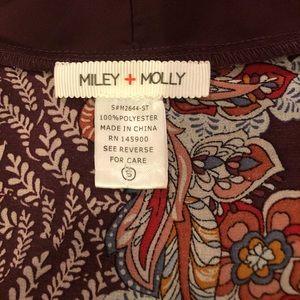 MILEY + MOLLY
S#M2644-ST
100%POLYESTER
MADE IN CHINA
RN 145900
SEE REVERSE
FOR CARE
S